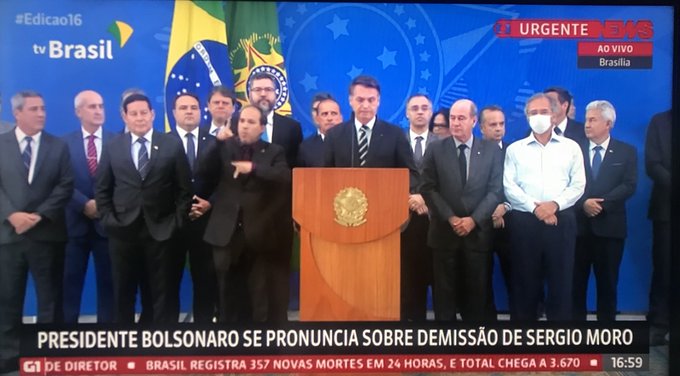 #Edicao16
tv Brasil
URGENTE
NEWS
AO VIVO
Brasília
PRESIDENTE BOLSONARO SE PRONUNCIA SOBRE DEMISSÃO DE SERGIO MORO
G1 DE DIRETOR ■ BRASIL REGISTRA 357 NOVAS MORTES EM 24 HORAS, E TOTAL CHEGA A 3.670 ■ 16:59